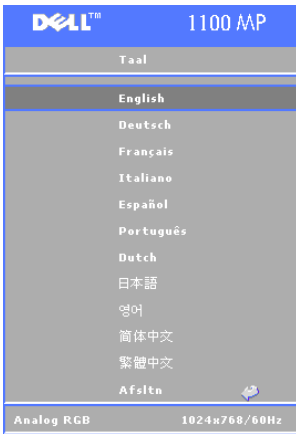 DELL™ 1100 MP
Taal
English
Deutsch
Français
Italiano
Español
Português
Dutch
日本語
영어
简体中文
繁體中文
Afsltn
Analog RGB 1024x768/60Hz